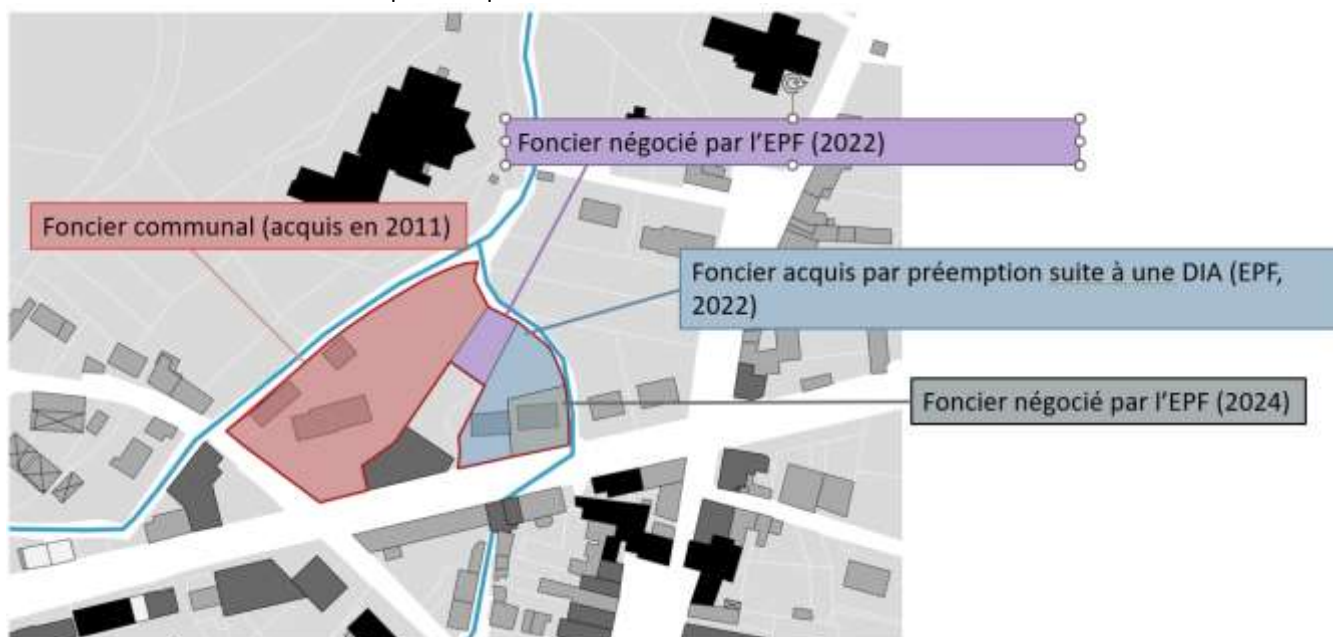 Foncier négocié par l'EPF (2022)
Foncier communal (acquis en 2011)
Foncier acquis par préemption suite à une DIA (EPF,
2022)
Foncier négocié par l'EPF (2024)